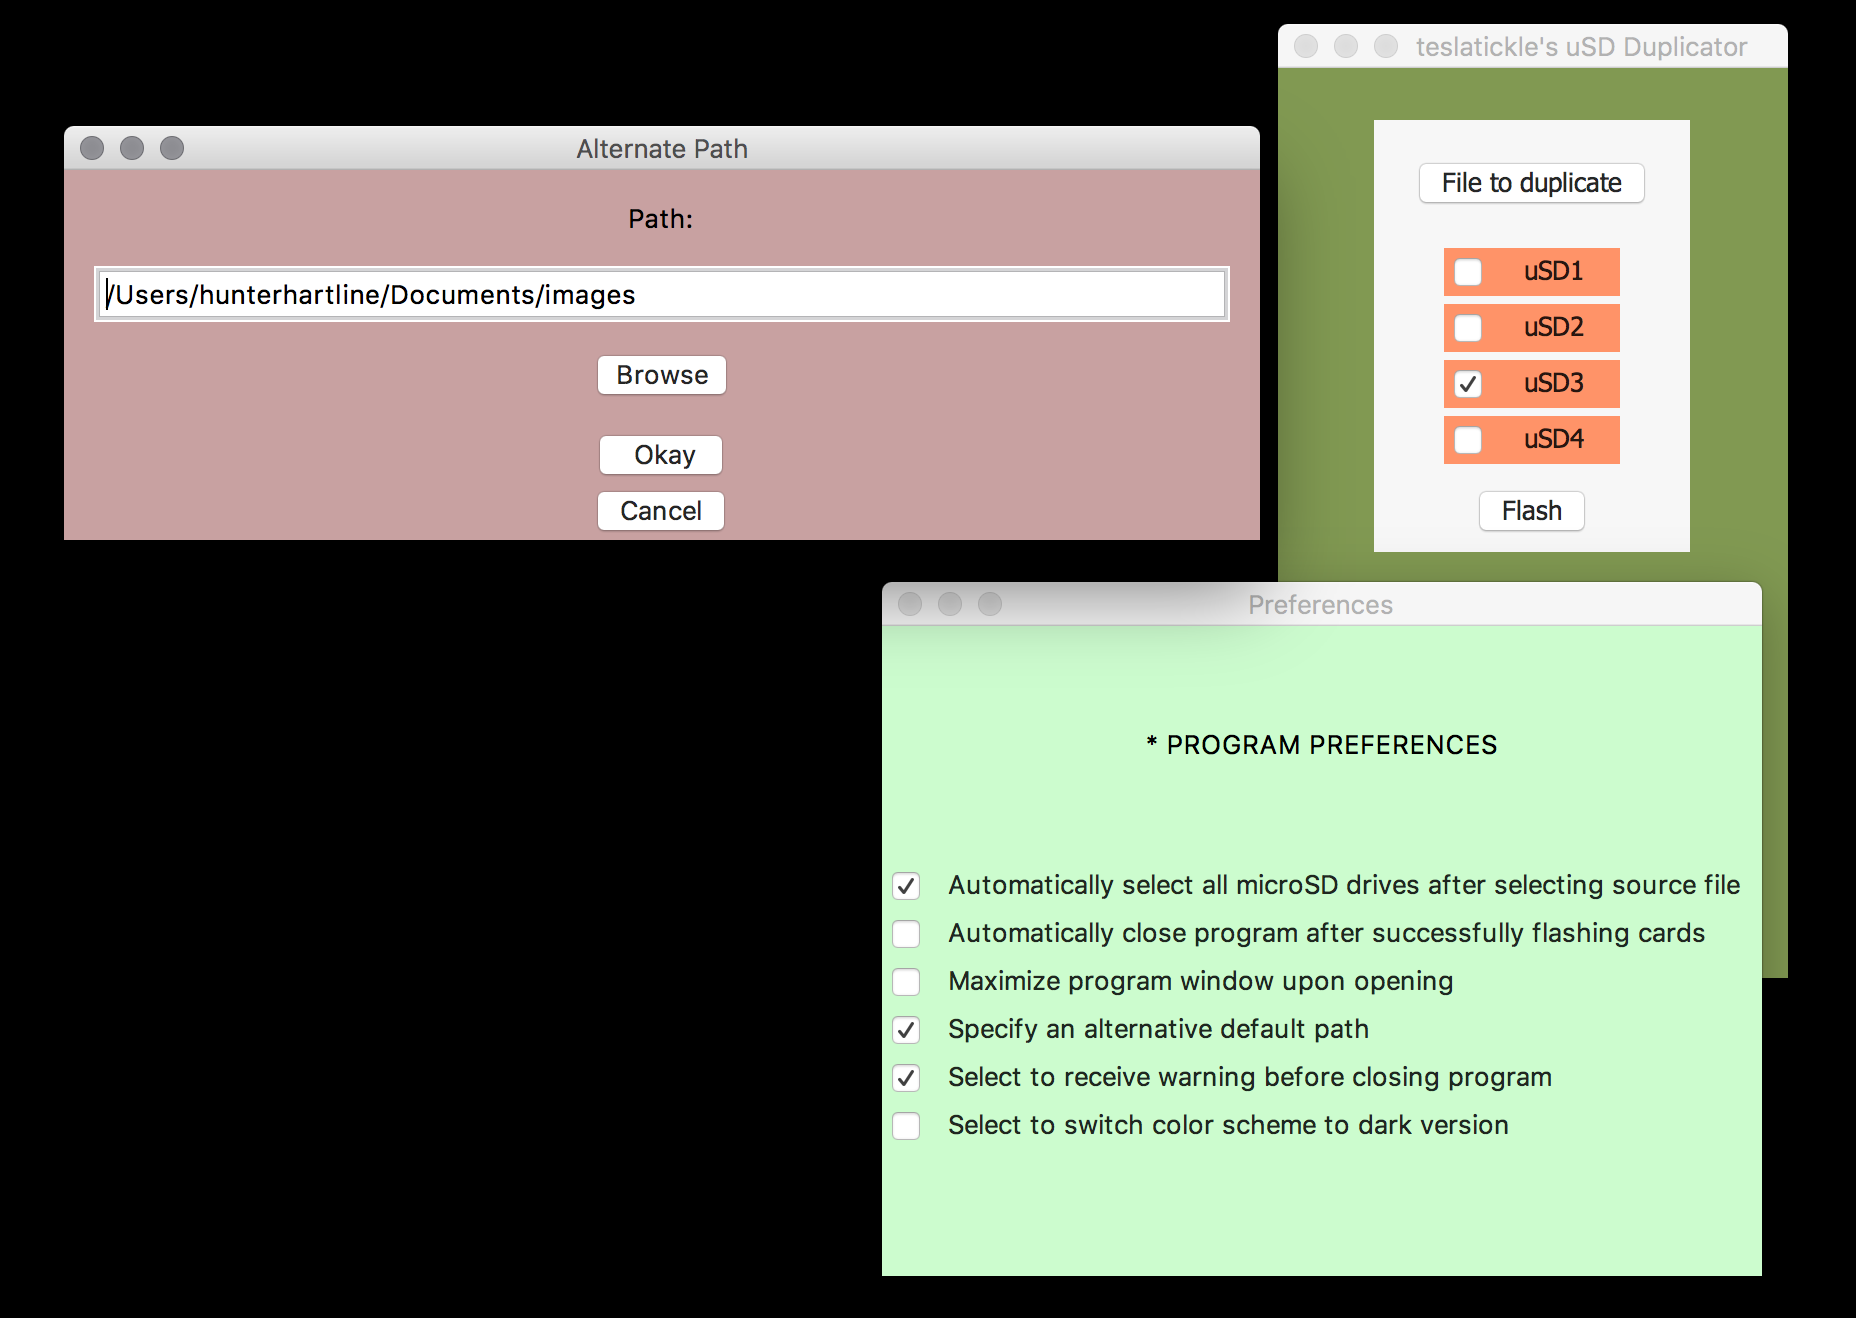 Alternate Path
Path:
/Users/hunterhartline/Documents/images
Browse
Okay
Cancel
teslatickle's uSD Duplicator
File to duplicate
uSD1
uSD2
uSD3
uSD4
Flash
Preferences
* PROGRAM PREFERENCES
Automatically select all microSD drives after selecting source file
Automatically close program after successfully flashing cards
Maximize program window upon opening
Specify an alternative default path
Select to receive warning before closing program
Select to switch color scheme to dark version